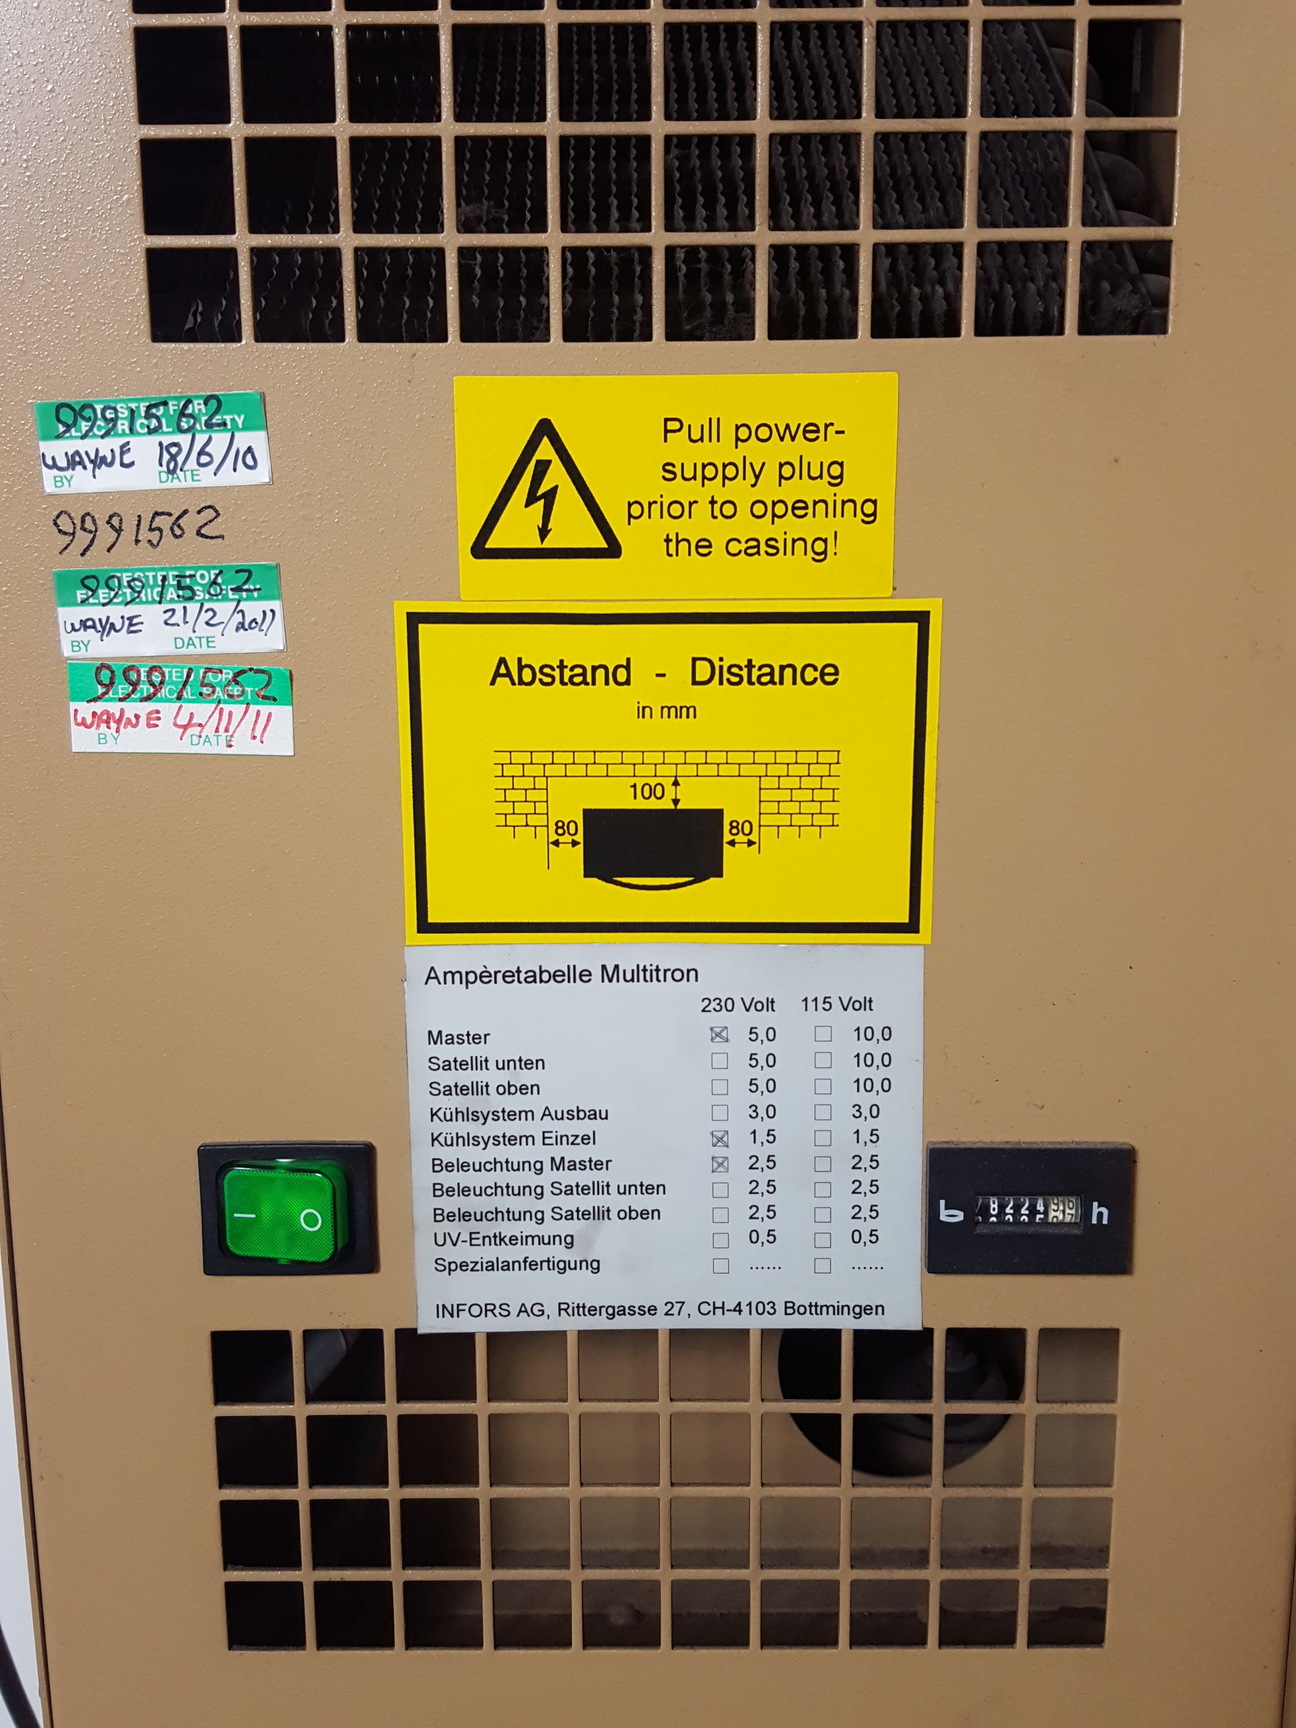 TESTED FOR
ELECTRICAL SAFETY
9991562
WAYNE 18/6/10
BY DATE
9991562
TESTED FOR
ELECTRICAL SAFETY
9991562
WAYNE 21/2/2011
BY DATE
TESTED FOR
ELECTRICAL SAFETY
9991562
WAYNE 4/11/11
BY DATE
Pull power-
supply plug
prior to opening
the casing!
Abstand - Distance
in mm
100
80 80
Ampèretabelle Multitron
230 Volt 115 Volt
Master ☒ 5,0 ☐ 10,0
Satellit unten ☐ 5,0 ☐ 10,0
Satellit oben ☐ 5,0 ☐ 10,0
Kühlsystem Ausbau ☐ 3,0 ☐ 3,0
Kühlsystem Einzel ☒ 1,5 ☐ 1,5
Beleuchtung Master ☒ 2,5 ☐ 2,5
Beleuchtung Satellit unten ☐ 2,5 ☐ 2,5
Beleuchtung Satellit oben ☐ 2,5 ☐ 2,5
UV-Entkeimung ☐ 0,5 ☐ 0,5
Spezialanfertigung ☐ ...... ☐ ......
INFORS AG, Rittergasse 27, CH-4103 Bottmingen
I O
h